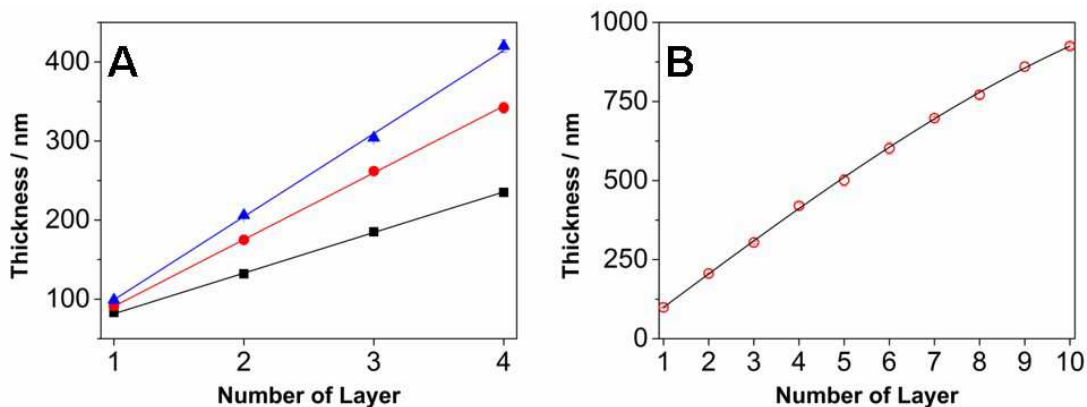 A
400
300
200
100
1 2 3 4
Thickness / nm
Number of Layer
B
1000
750
500
250
0
1 2 3 4 5 6 7 8 9 10
Thickness / nm
Number of Layer